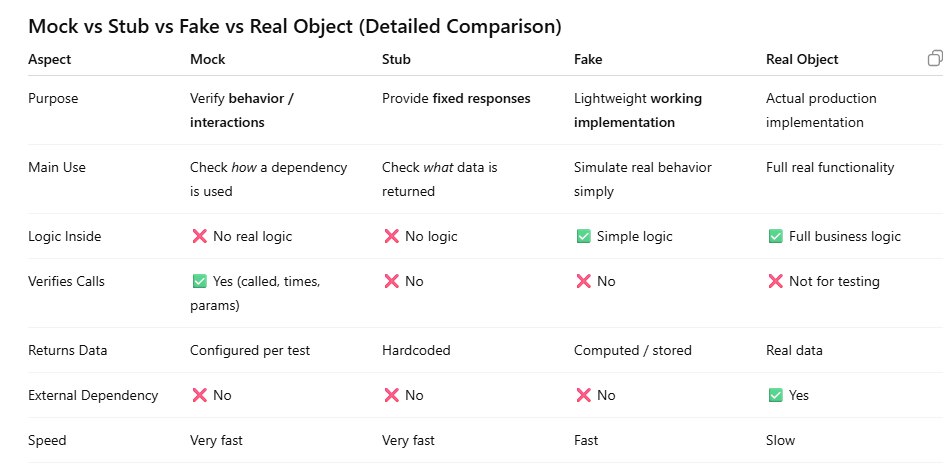 Mock vs Stub vs Fake vs Real Object (Detailed Comparison)
Aspect Mock Stub Fake Real Object
Purpose Verify behavior / Provide fixed responses Lightweight working Actual production
interactions implementation implementation
Main Use Check how a dependency Check what data is Simulate real behavior Full real functionality
is used returned simply
Logic Inside ❌ No real logic ❌ No logic ✅ Simple logic ✅ Full business logic
Verifies Calls ✅ Yes (called, times, ❌ No ❌ No ❌ Not for testing
params)
Returns Data Configured per test Hardcoded Computed / stored Real data
External Dependency ❌ No ❌ No ❌ No ✅ Yes
Speed Very fast Very fast Fast Slow